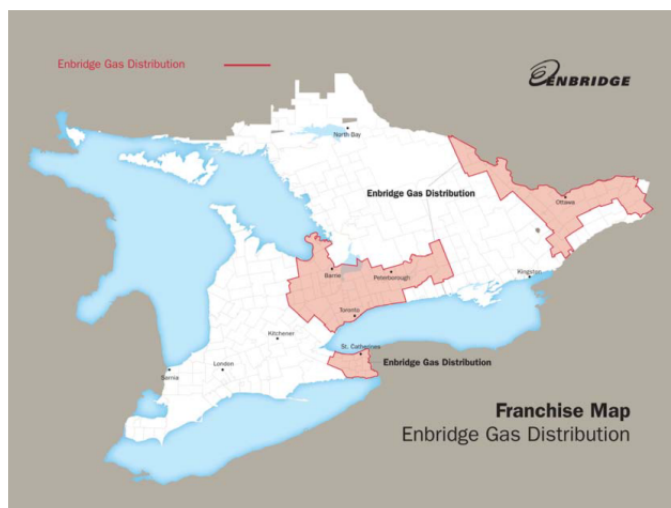 Enbridge Gas Distribution
ENBRIDGE
North Bay
Enbridge Gas Distribution
Ottawa
Kingston
Barrie
Peterborough
Toronto
Kitchener
St. Catherines
London
Enbridge Gas Distribution
Sarnia
Franchise Map
Enbridge Gas Distribution